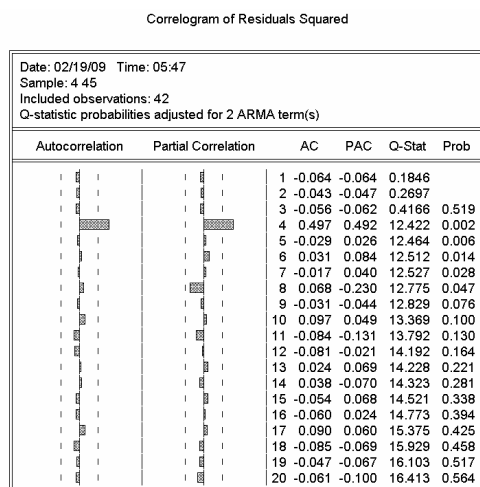 Correlogram of Residuals Squared
Date: 02/19/09 Time: 05:47
Sample: 4 45
Included observations: 42
Q-statistic probabilities adjusted for 2 ARMA term(s)
Autocorrelation Partial Correlation AC PAC Q-Stat Prob
1 -0.064 -0.064 0.1846
2 -0.043 -0.047 0.2697
3 -0.056 -0.062 0.4166 0.519
4 0.497 0.492 12.422 0.002
5 -0.029 0.026 12.464 0.006
6 0.031 0.084 12.512 0.014
7 -0.017 0.040 12.527 0.028
8 0.068 -0.230 12.775 0.047
9 -0.031 -0.044 12.829 0.076
10 0.097 0.049 13.369 0.100
11 -0.084 -0.131 13.792 0.130
12 -0.081 -0.021 14.192 0.164
13 0.024 0.069 14.228 0.221
14 0.038 -0.070 14.323 0.281
15 -0.054 0.068 14.521 0.338
16 -0.060 0.024 14.773 0.394
17 0.090 0.060 15.375 0.425
18 -0.085 -0.069 15.929 0.458
19 -0.047 -0.067 16.103 0.517
20 -0.061 -0.100 16.413 0.564